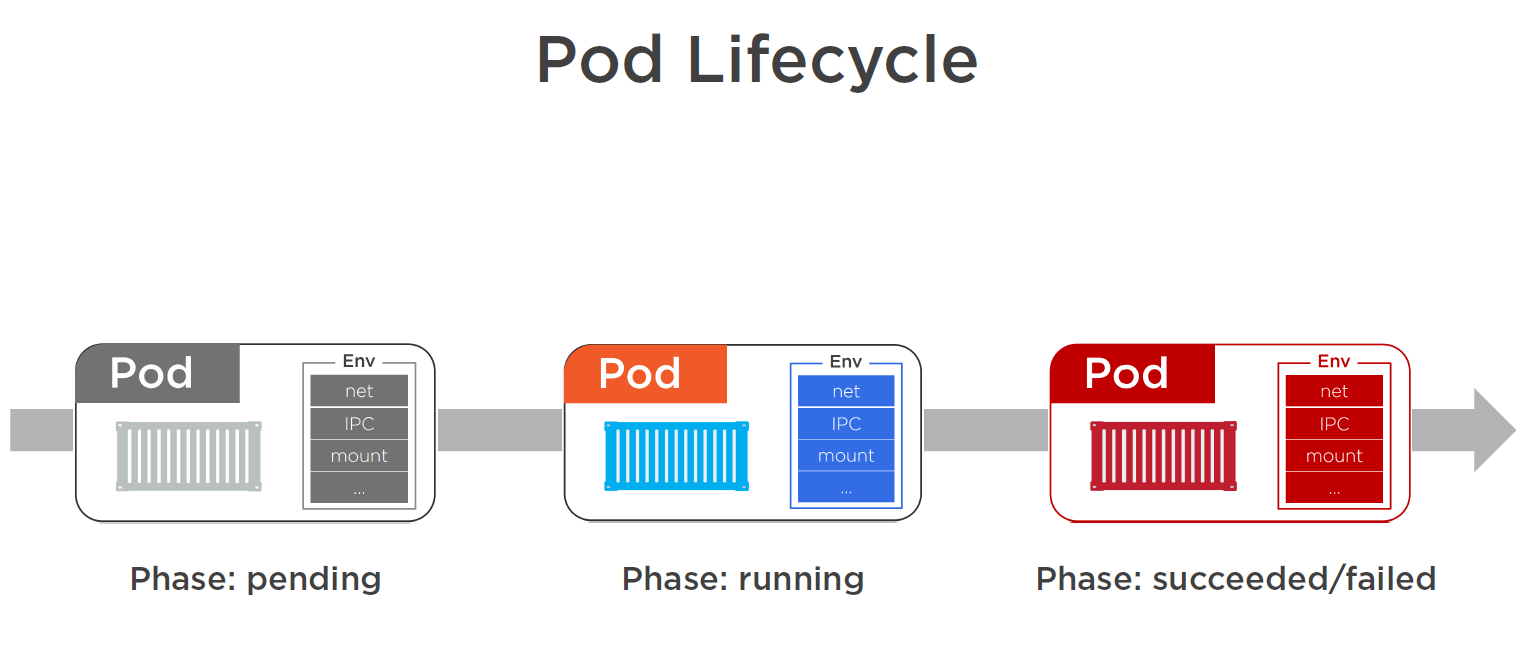 Pod Lifecycle
Pod
Env
net
IPC
mount
...
Phase: pending
Pod
Env
net
IPC
mount
...
Phase: running
Pod
Env
net
IPC
mount
...
Phase: succeeded/failed